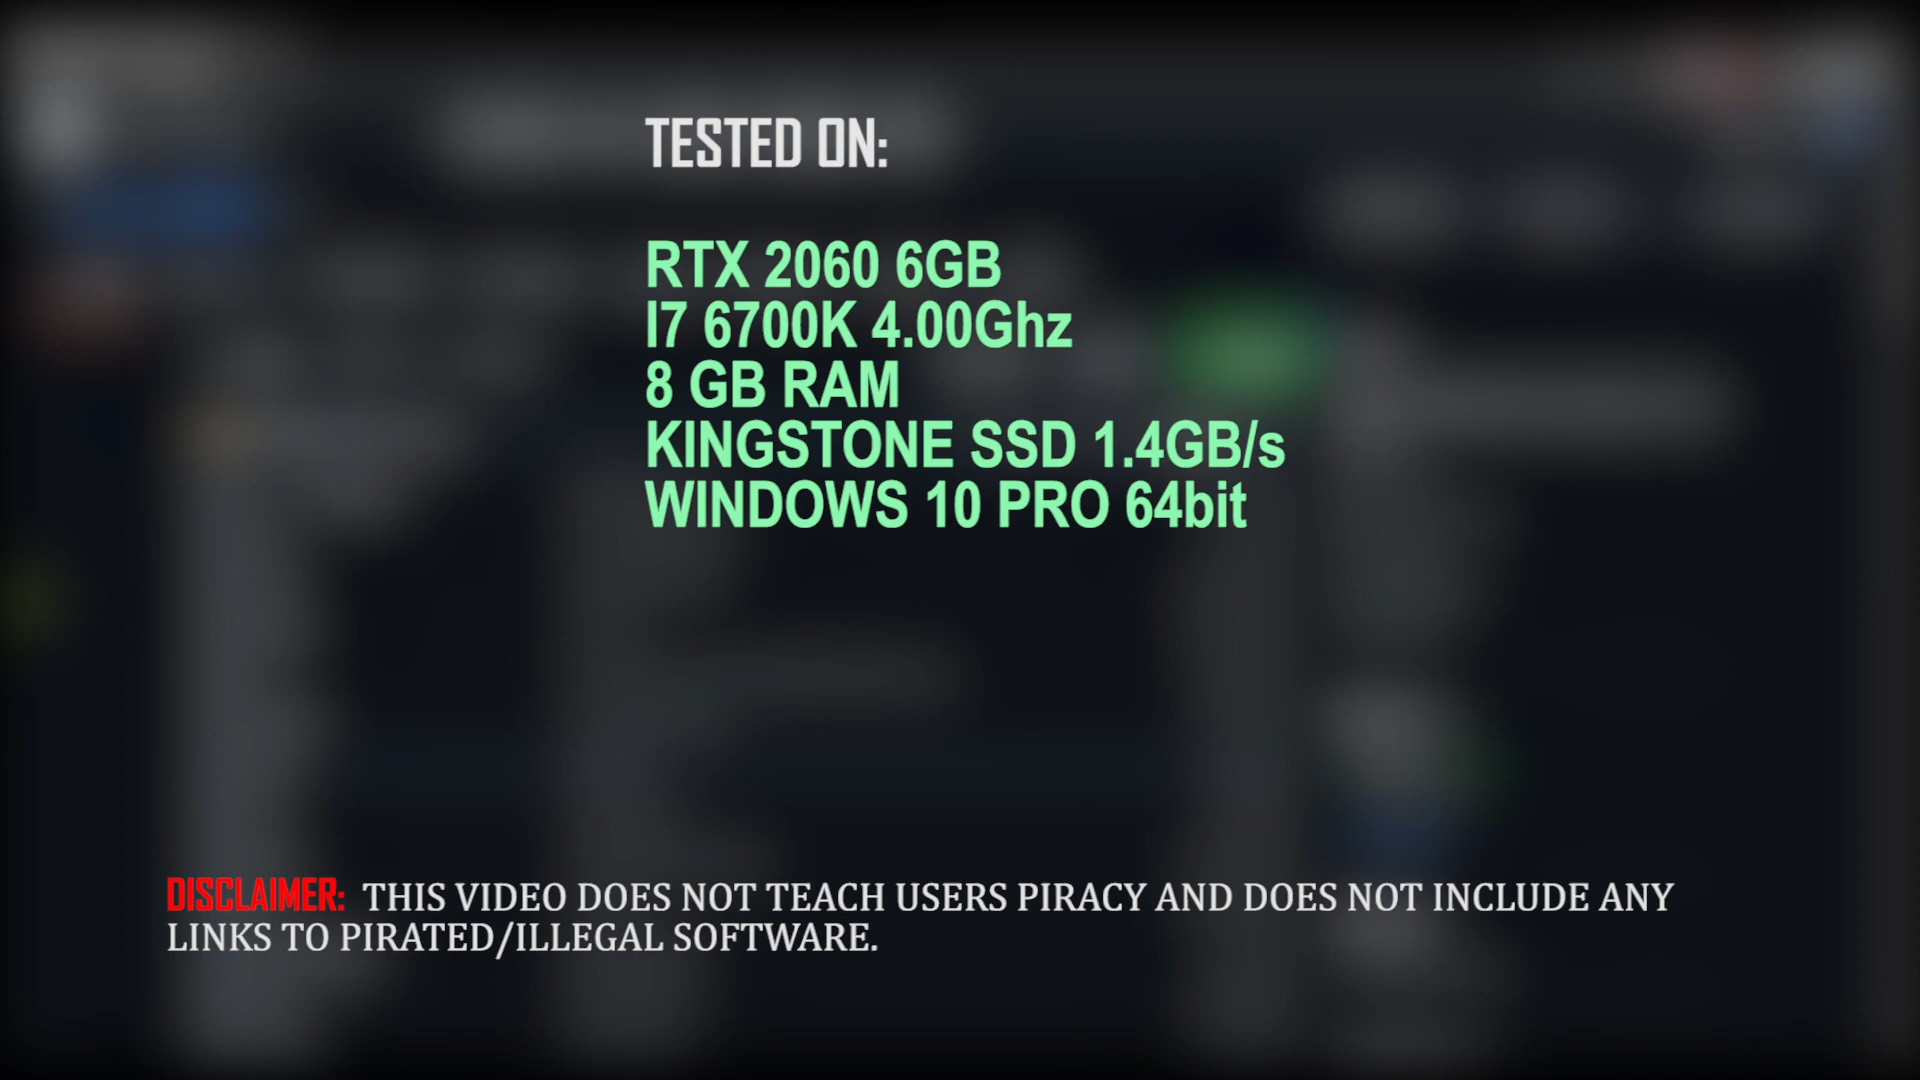 TESTED ON:
RTX 2060 6GB
I7 6700K 4.00Ghz
8 GB RAM
KINGSTONE SSD 1.4GB/s
WINDOWS 10 PRO 64bit
DISCLAIMER: THIS VIDEO DOES NOT TEACH USERS PIRACY AND DOES NOT INCLUDE ANY
LINKS TO PIRATED/ILLEGAL SOFTWARE.